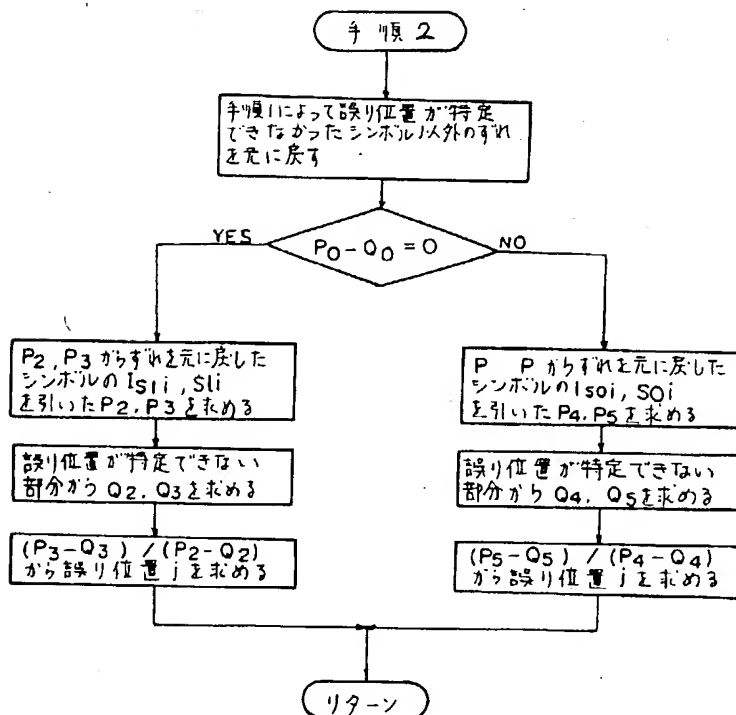 手順2
手順1によって誤り位置が特定
できなかったシンボル以外のずれ
を元に戻す
P0-Q0=0
YES
NO
P2,P3からずれを元に戻した
シンボルのIS1i,S1i
を引いたP2,P3を求める
誤り位置が特定できない
部分からQ2,Q3を求める
(P3-Q3)/(P2-Q2)
から誤り位置jを求める
P P からずれを元に戻した
シンボルのIS0i,S0i
を引いたP4,P5を求める
誤り位置が特定できない
部分からQ4,Q5を求める
(P5-Q5)/(P4-Q4)
から誤り位置jを求める
リターン